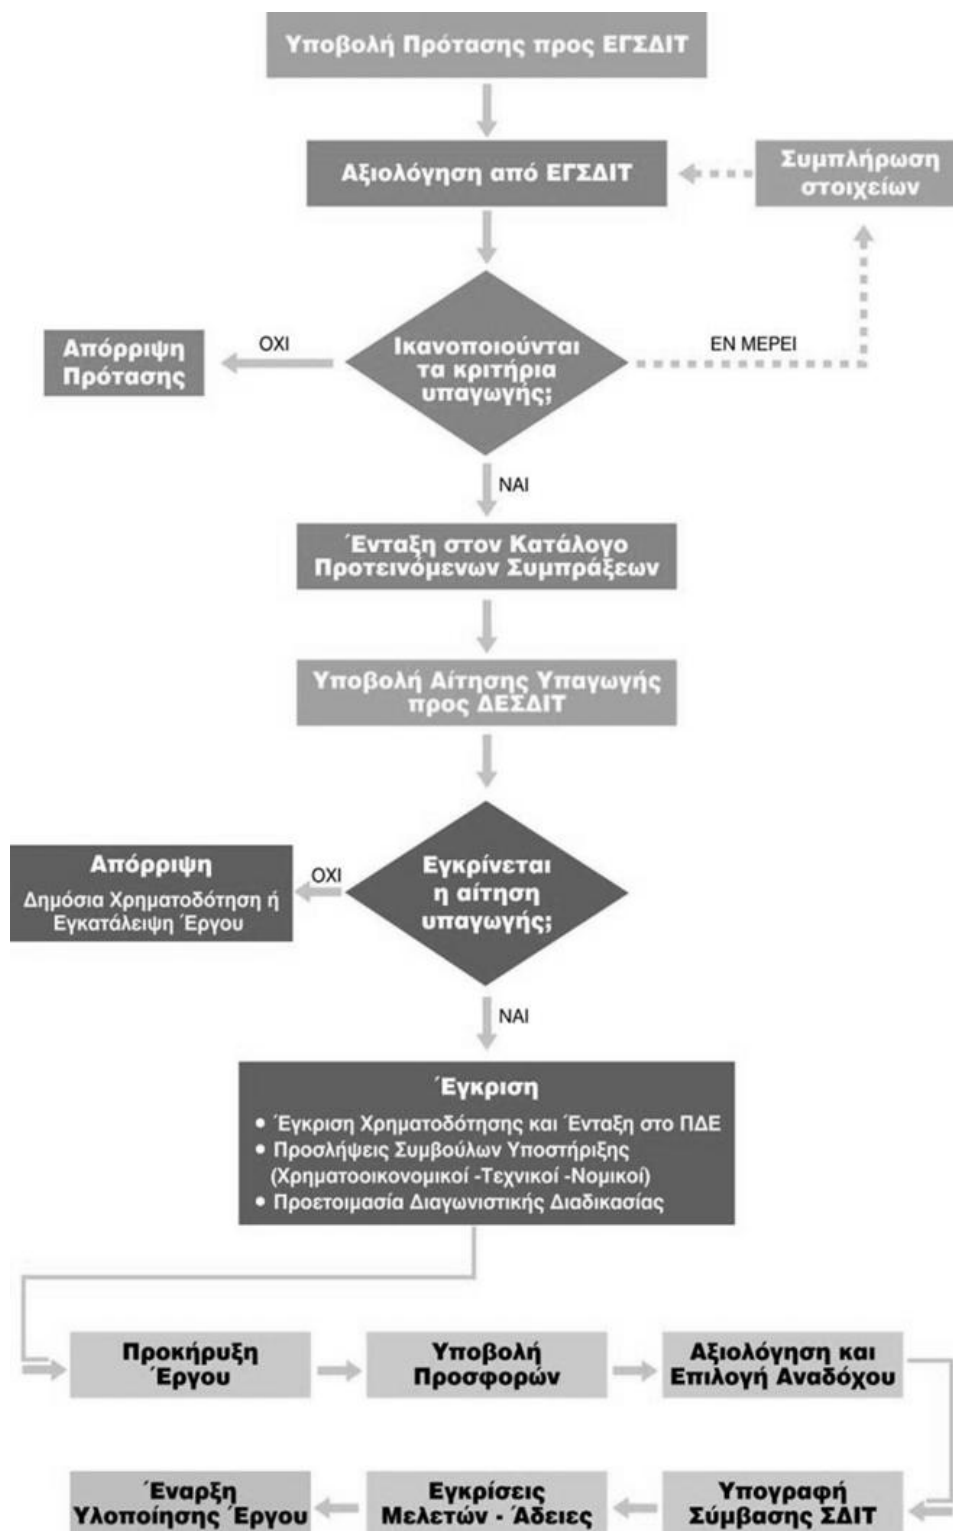 Υποβολή Πρότασης προς ΕΓΣΔΙΤ
Αξιολόγηση από ΕΓΣΔΙΤ
Συμπλήρωση
στοιχείων
Απόρριψη
Πρότασης
ΟΧΙ
Ικανοποιούνται
τα κριτήρια
υπαγωγής;
ΕΝ ΜΕΡΕΙ
ΝΑΙ
Ένταξη στον Κατάλογο
Προτεινόμενων Συμπράξεων
Υποβολή Αίτησης Υπαγωγής
προς ΔΕΣΔΙΤ
Απόρριψη
Δημόσια Χρηματοδότηση ή
Εγκατάλειψη Έργου
ΟΧΙ
Εγκρίνεται
η αίτηση
υπαγωγής;
ΝΑΙ
Έγκριση
• Έγκριση Χρηματοδότησης και Ένταξη στο ΠΔΕ
• Προσλήψεις Συμβούλων Υποστήριξης
(Χρηματοοικονομικοί -Τεχνικοί -Νομικοί)
• Προετοιμασία Διαγωνιστικής Διαδικασίας
Προκήρυξη
Έργου
Υποβολή
Προσφορών
Αξιολόγηση και
Επιλογή Αναδόχου
Υπογραφή
Σύμβασης ΣΔΙΤ
Εγκρίσεις
Μελετών - Άδειες
Έναρξη
Υλοποίησης Έργου